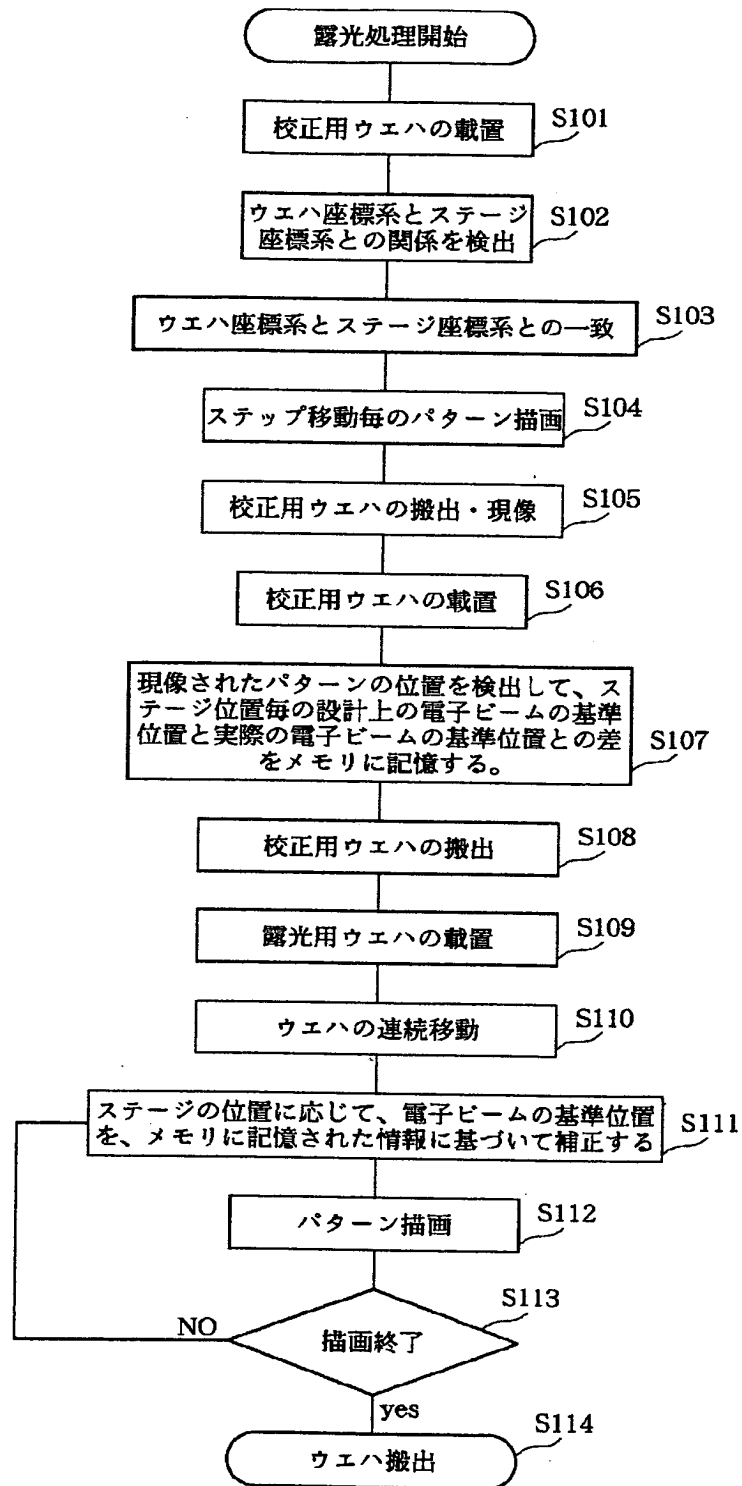 露光処理開始
校正用ウエハの載置
S101
ウエハ座標系とステージ
座標系との関係を検出
S102
ウエハ座標系とステージ座標系との一致
S103
ステップ移動毎のパターン描画
S104
校正用ウエハの搬出・現像
S105
校正用ウエハの載置
S106
現像されたパターンの位置を検出して、ス
テージ位置毎の設計上の電子ビームの基準
位置と実際の電子ビームの基準位置との差
をメモリに記憶する。
S107
校正用ウエハの搬出
S108
露光用ウエハの載置
S109
ウエハの連続移動
S110
ステージの位置に応じて、電子ビームの基準位置
を、メモリに記憶された情報に基づいて補正する
S111
パターン描画
S112
描画終了
S113
NO
yes
ウエハ搬出
S114